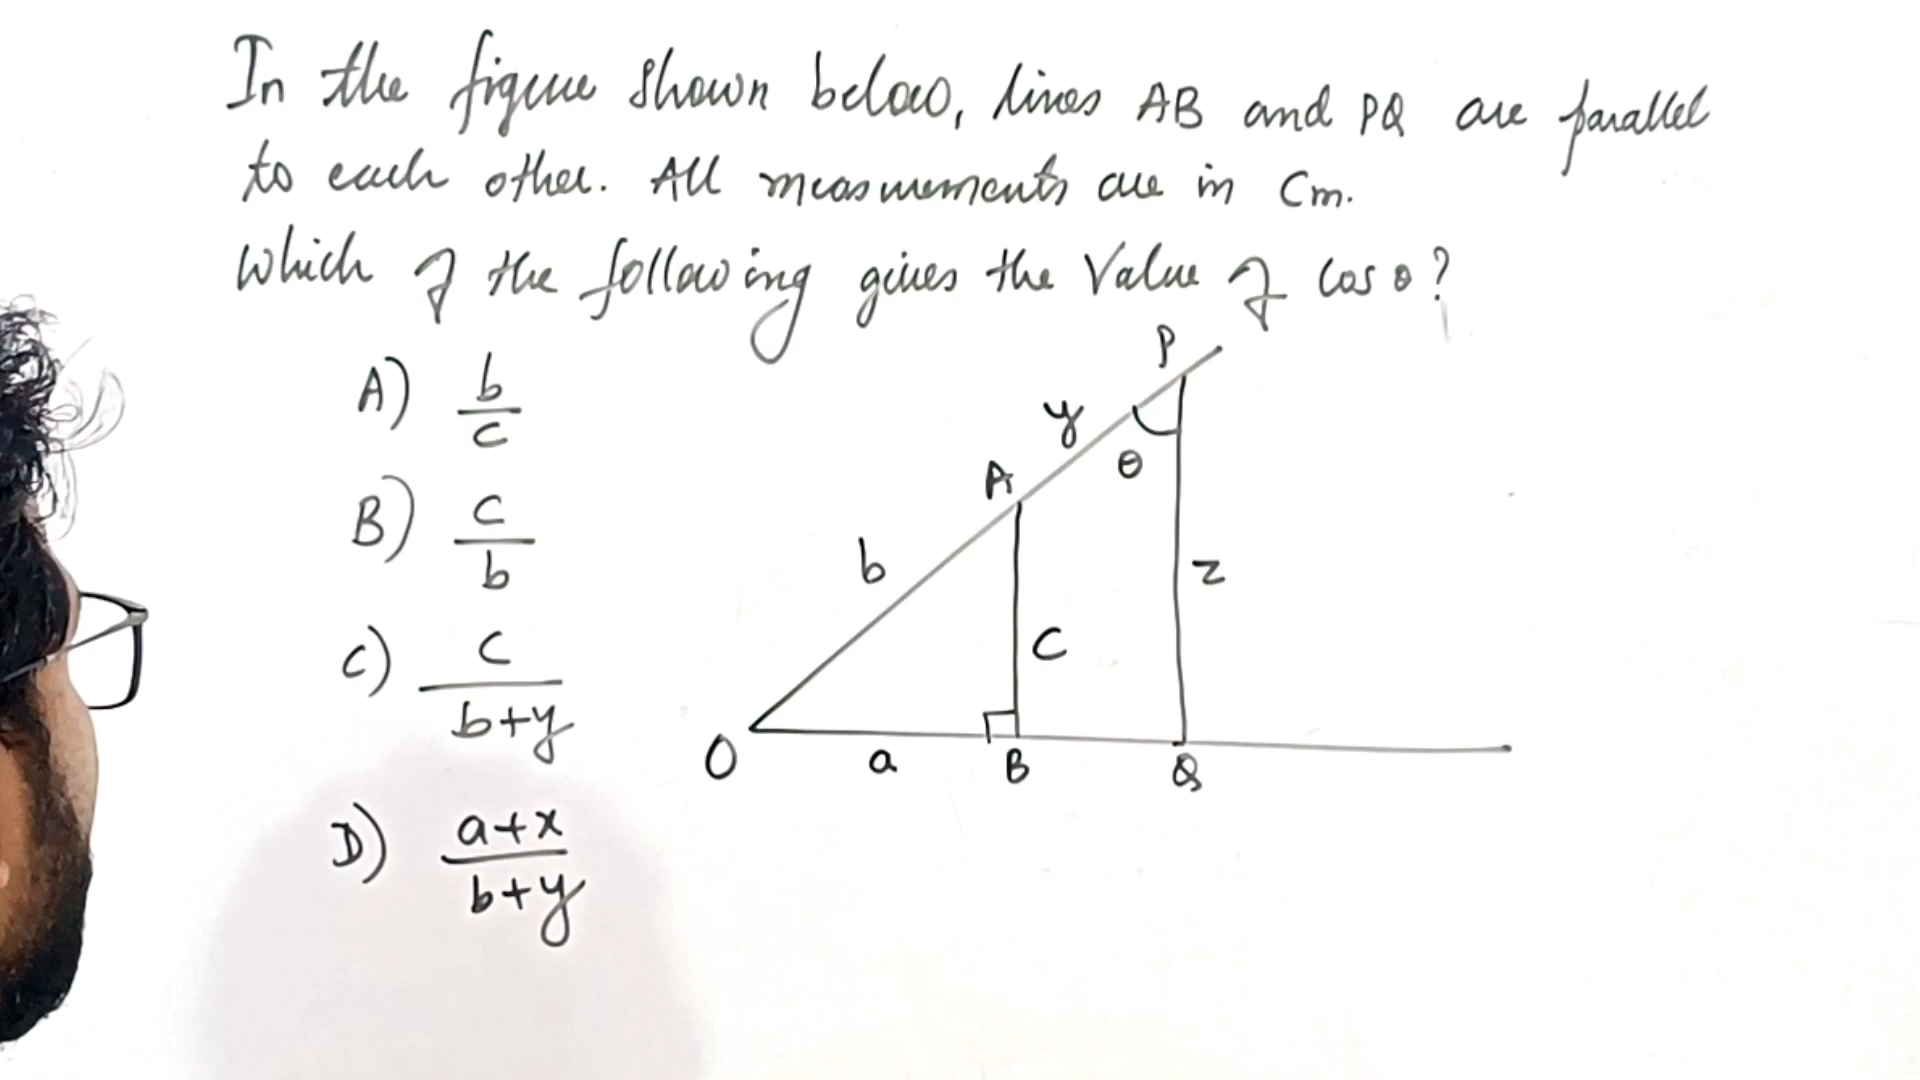 In the figure shown below, lines AB and PQ are parallel
to each other. All measurements are in Cm.
Which of the following gives the Value of Cos θ?
A) b/c
B) c/b
C) c/b+y
D) a+x/b+y
P
y
θ
A
b
z
C
O
a
B
Q